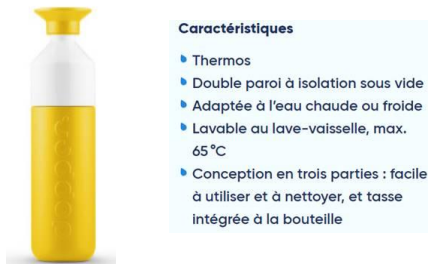 Caractéristiques
Thermos
Double paroi à isolation sous vide
Adaptée à l'eau chaude ou froide
Lavable au lave-vaisselle, max.
65 °C
Conception en trois parties : facile
à utiliser et à nettoyer, et tasse
intégrée à la bouteille
dopper